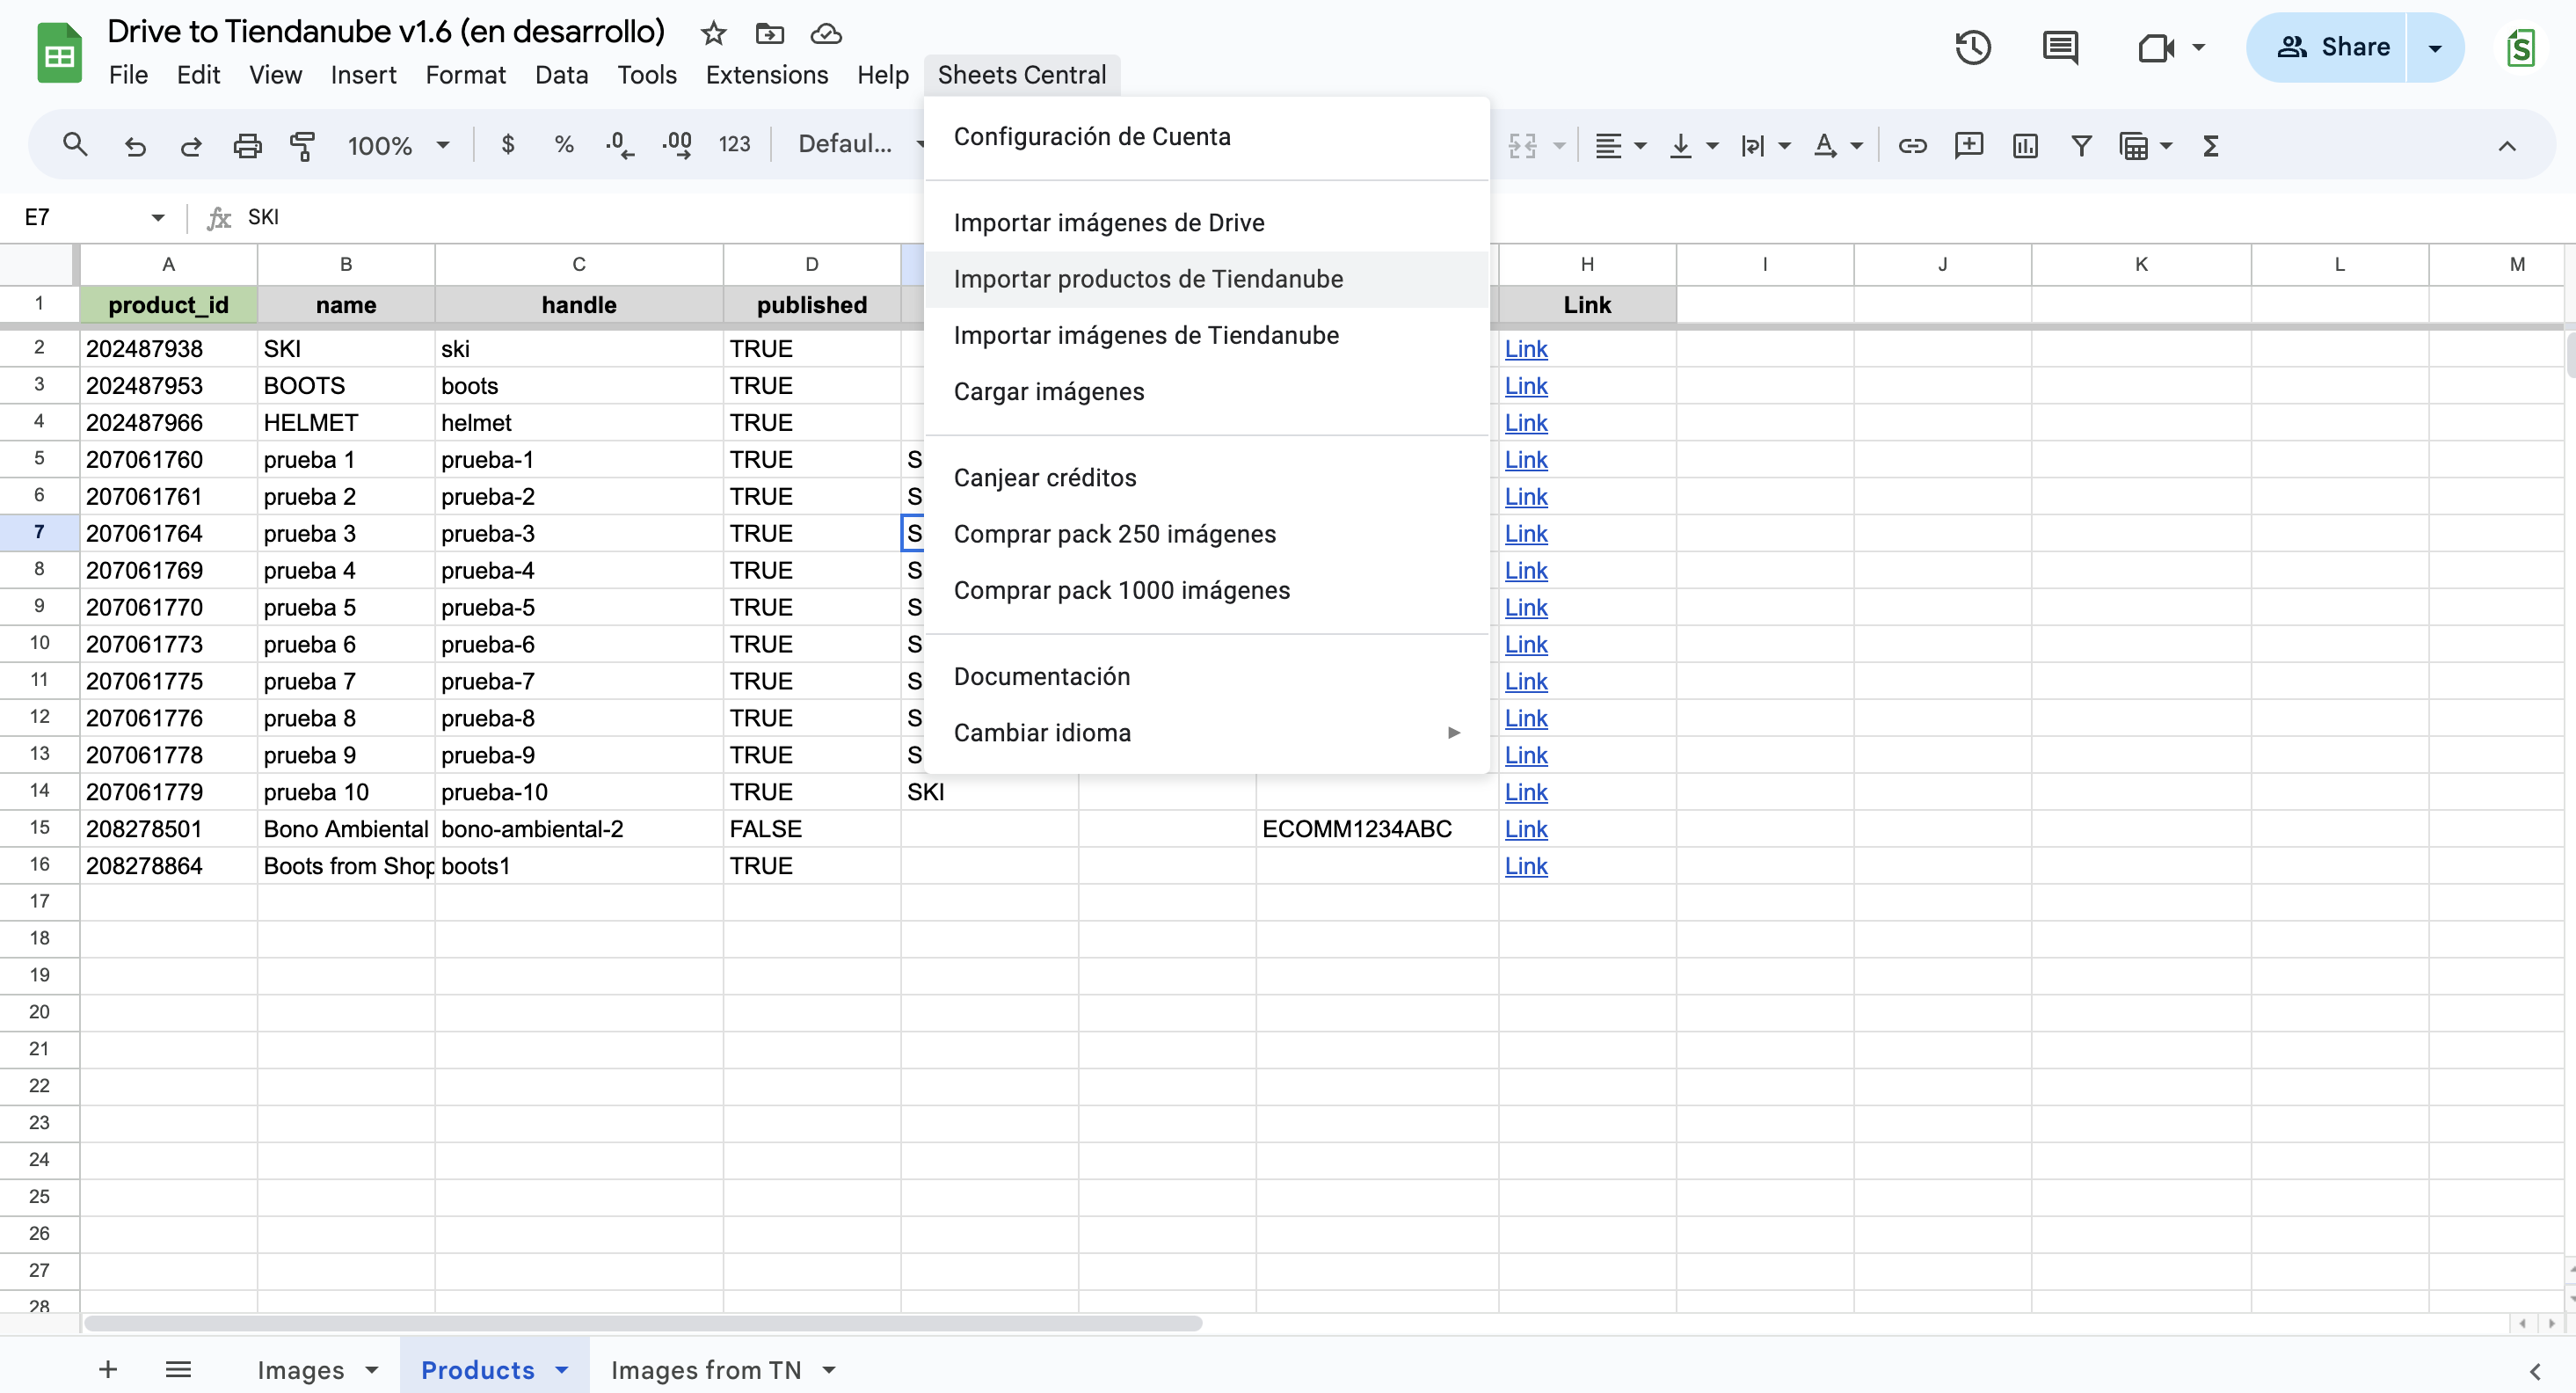 Drive to Tiendanube v1.6 (en desarrollo)
File Edit View Insert Format Data Tools Extensions Help Sheets Central
Share
100% $ % .0 .00 123 Defaul...
E7 fx SKI
Configuración de Cuenta
Importar imágenes de Drive
Importar productos de Tiendanube
Importar imágenes de Tiendanube
Cargar imágenes
Canjear créditos
Comprar pack 250 imágenes
Comprar pack 1000 imágenes
Documentación
Cambiar idioma
A B C D H I J K L M
1 product_id name handle published Link
2 202487938 SKI ski TRUE Link
3 202487953 BOOTS boots TRUE Link
4 202487966 HELMET helmet TRUE Link
5 207061760 prueba 1 prueba-1 TRUE S Link
6 207061761 prueba 2 prueba-2 TRUE S Link
7 207061764 prueba 3 prueba-3 TRUE S Link
8 207061769 prueba 4 prueba-4 TRUE S Link
9 207061770 prueba 5 prueba-5 TRUE S Link
10 207061773 prueba 6 prueba-6 TRUE S Link
11 207061775 prueba 7 prueba-7 TRUE S Link
12 207061776 prueba 8 prueba-8 TRUE S Link
13 207061778 prueba 9 prueba-9 TRUE S Link
14 207061779 prueba 10 prueba-10 TRUE SKI Link
15 208278501 Bono Ambiental bono-ambiental-2 FALSE ECOMM1234ABC Link
16 208278864 Boots from Shop boots1 TRUE Link
17
18
19
20
21
22
23
24
25
26
27
28
Images Products Images from TN